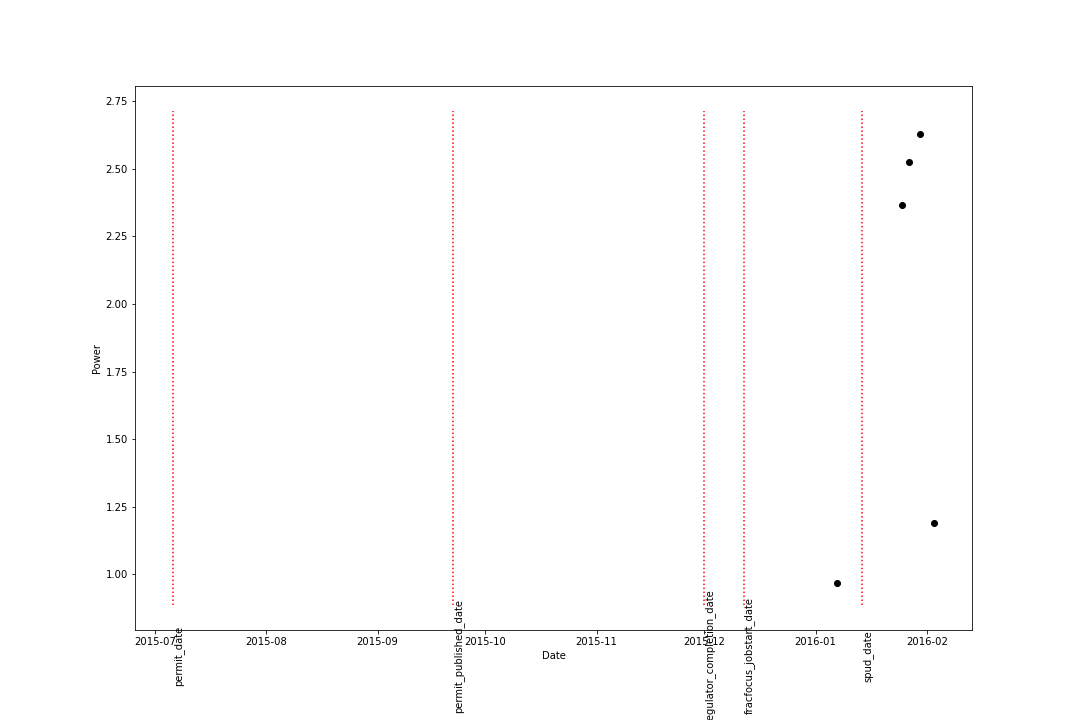 2.75
2.50
2.25
2.00
1.75
1.50
1.25
1.00
Power
2015-07
2015-08
2015-09
2015-10
2015-11
2015-12
2016-01
2016-02
Date
permit_date
permit_published_date
egulator_completion_date
fracfocus_jobstart_date
spud_date